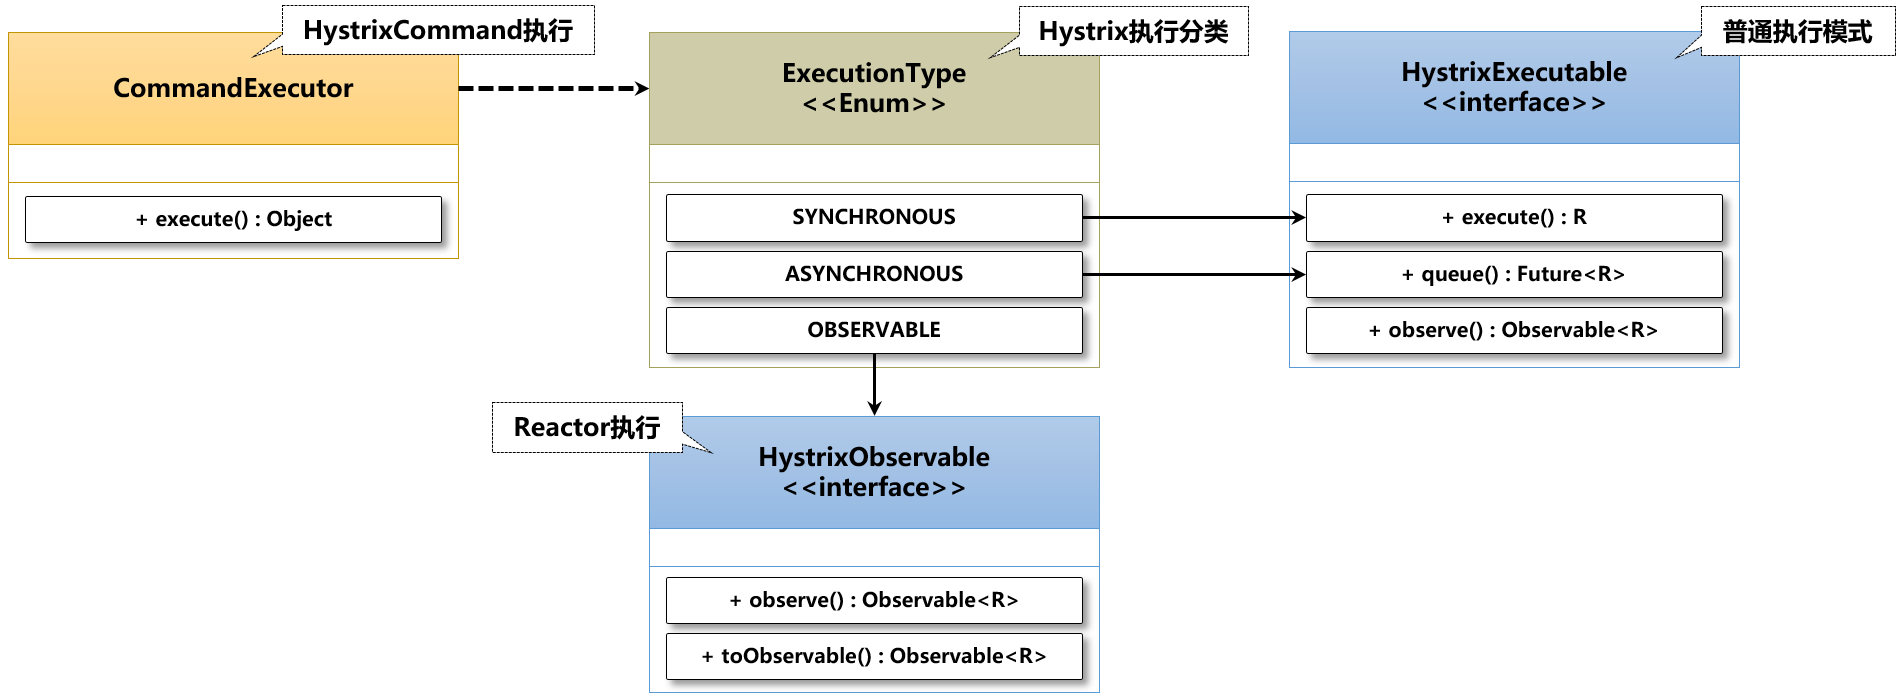 HystrixCommand执行
CommandExecutor
+ execute() : Object
Hystrix执行分类
ExecutionType
<<Enum>>
SYNCHRONOUS
ASYNCHRONOUS
OBSERVABLE
普通执行模式
HystrixExecutable
<<interface>>
+ execute() : R
+ queue() : Future<R>
+ observe() : Observable<R>
Reactor执行
HystrixObservable
<<interface>>
+ observe() : Observable<R>
+ toObservable() : Observable<R>